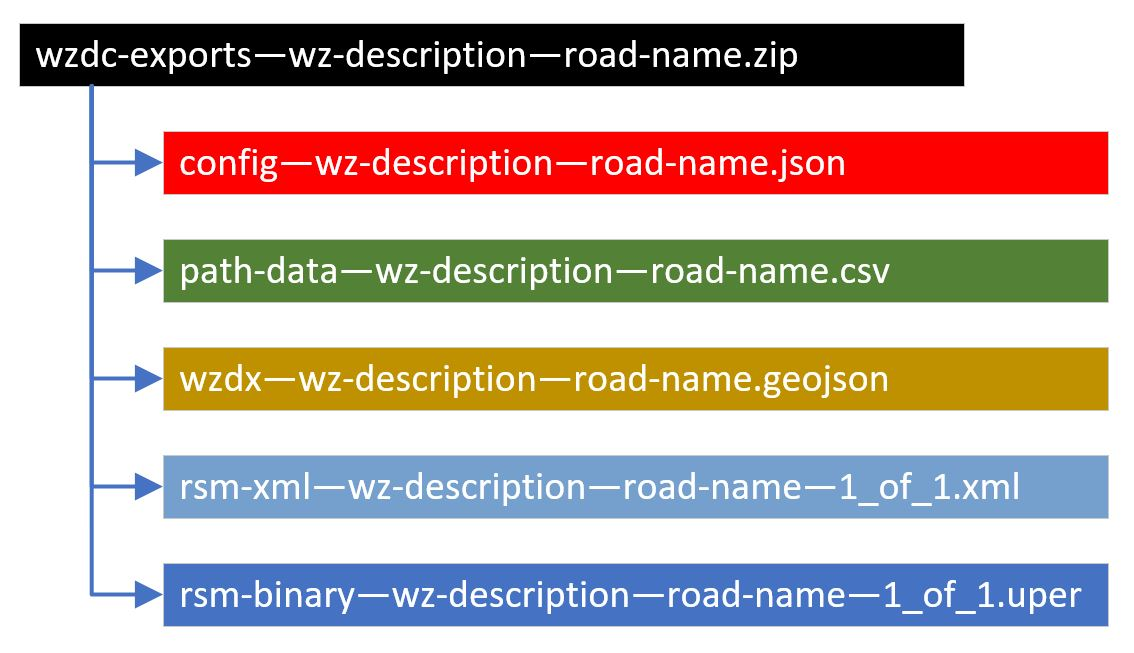 wzdc-exports—wz-description—road-name.zip
config—wz-description—road-name.json
path-data—wz-description—road-name.csv
wzdx—wz-description—road-name.geojson
rsm-xml—wz-description—road-name—1_of_1.xml
rsm-binary—wz-description—road-name—1_of_1.uper